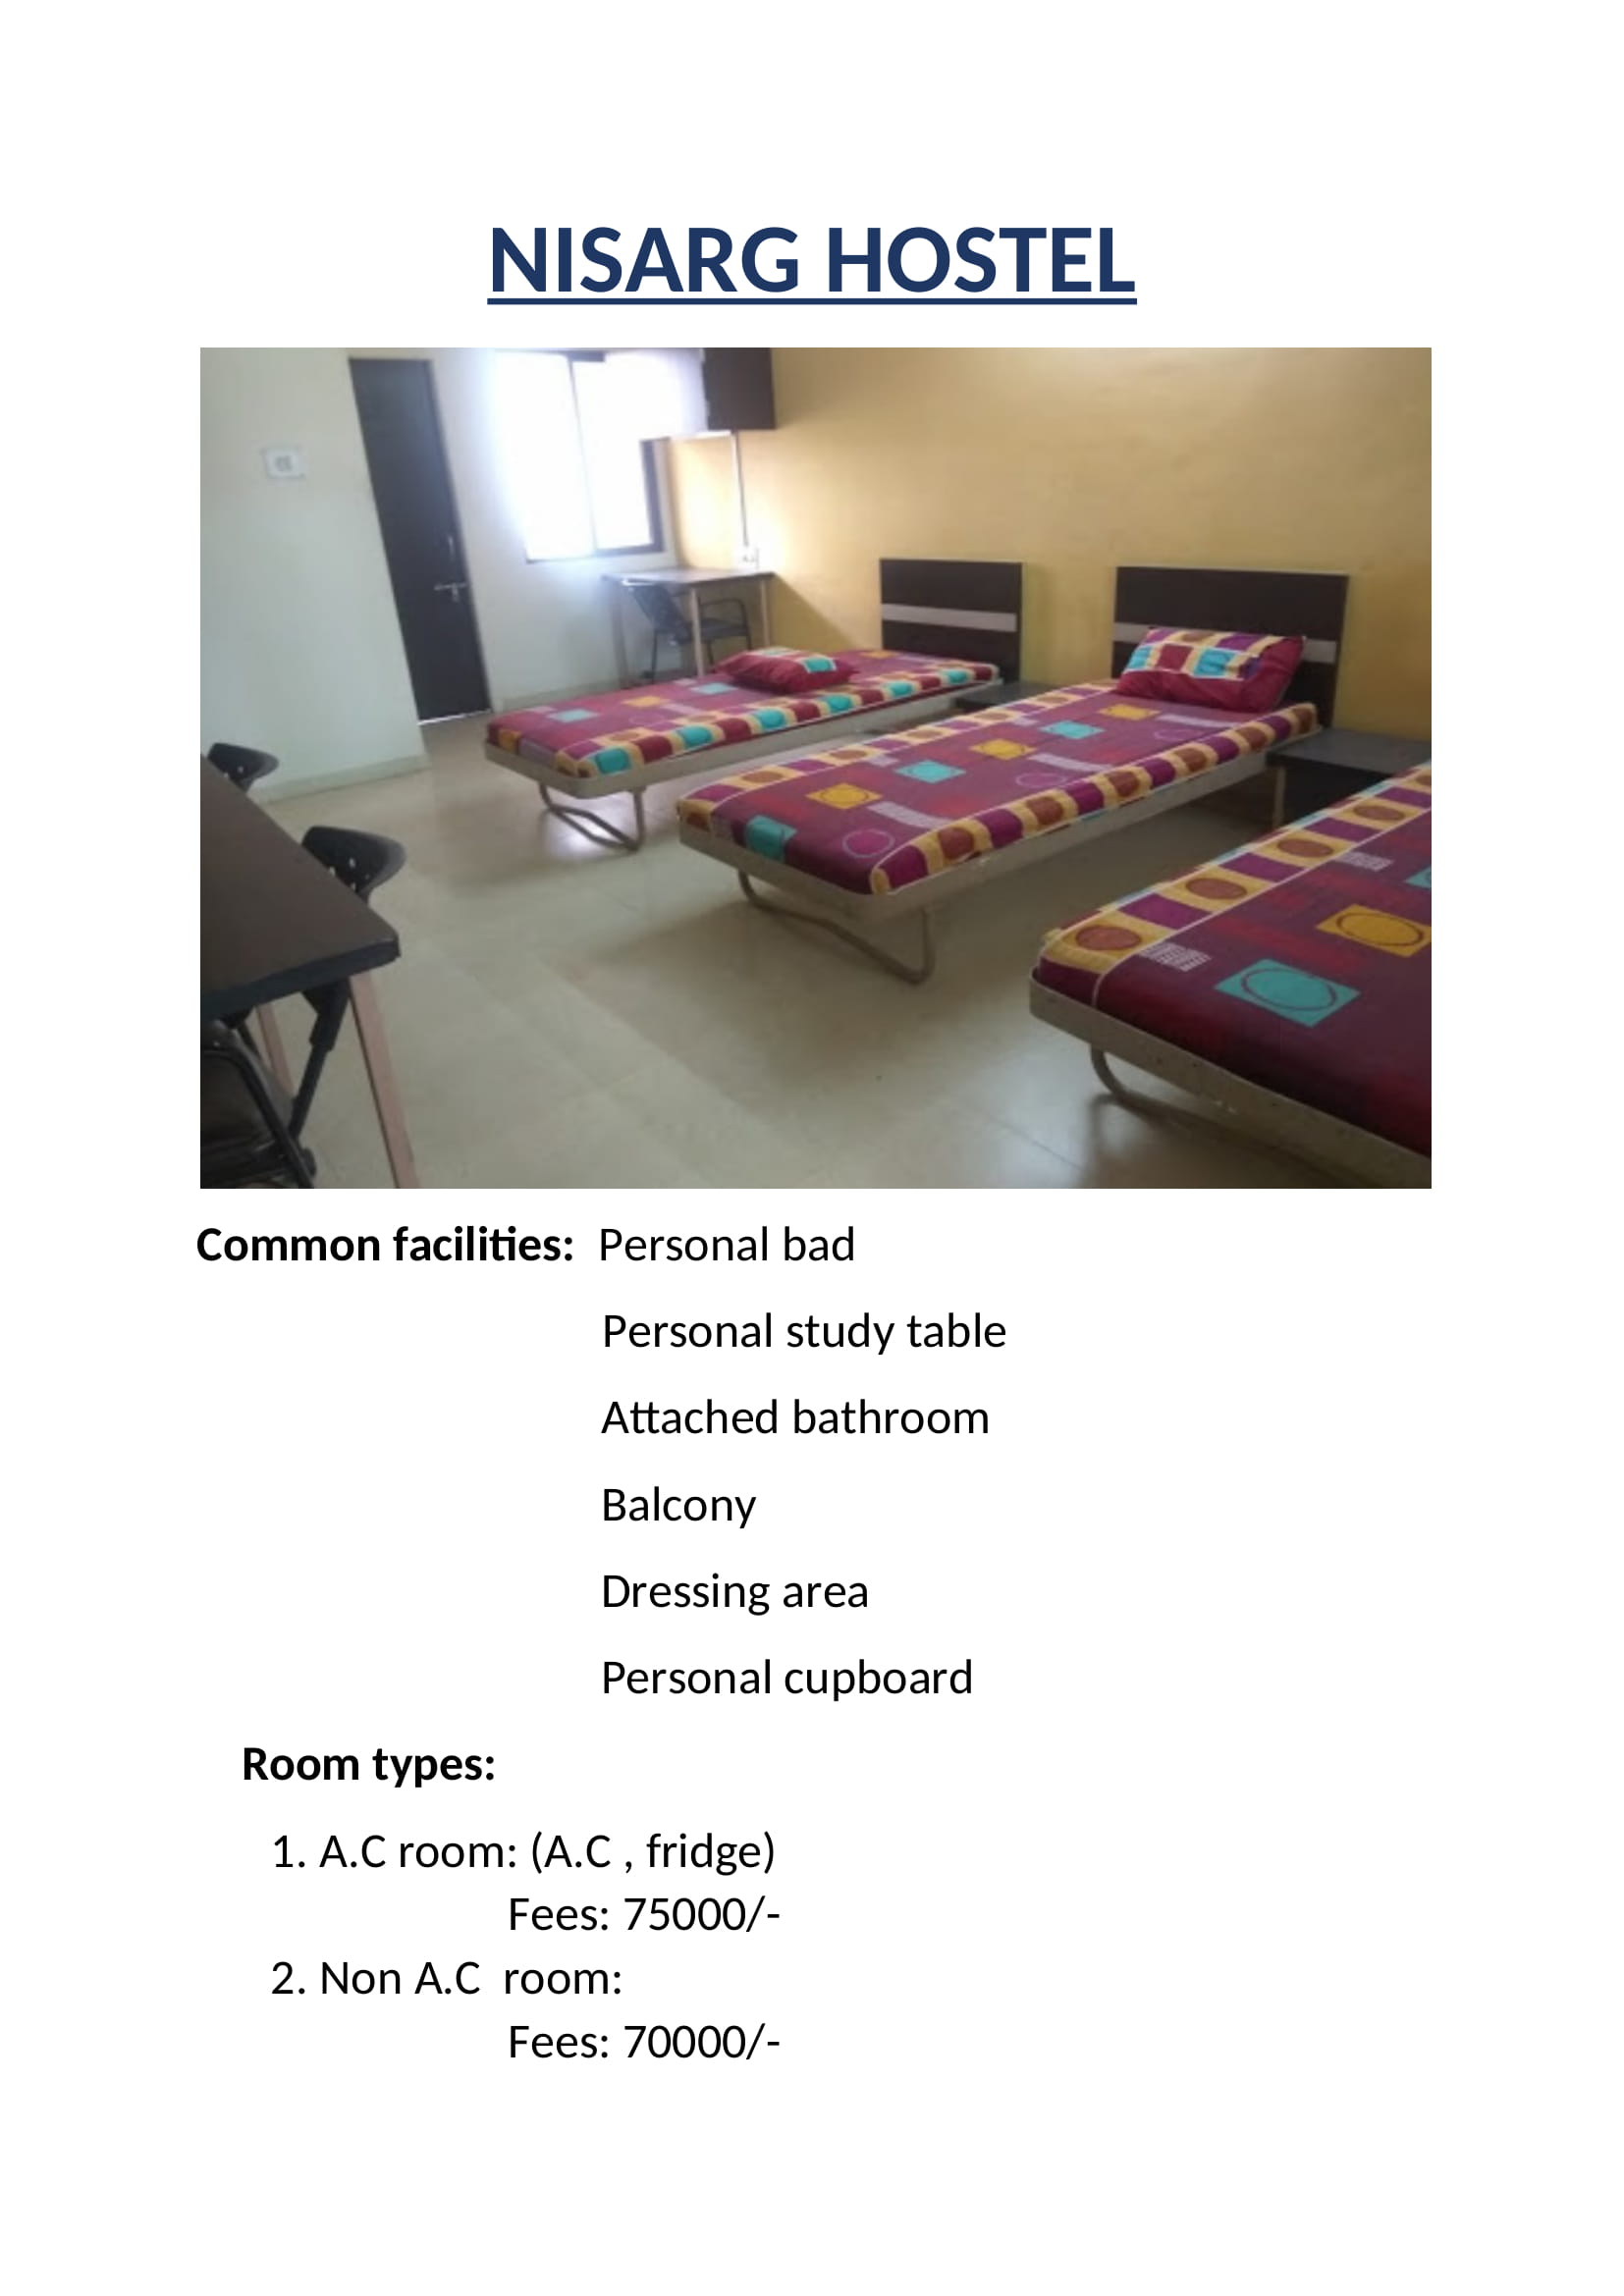 NISARG HOSTEL
Common facilities: Personal bad
Personal study table
Attached bathroom
Balcony
Dressing area
Personal cupboard
Room types:
1. A.C room: (A.C , fridge)
Fees: 75000/-
2. Non A.C room:
Fees: 70000/-